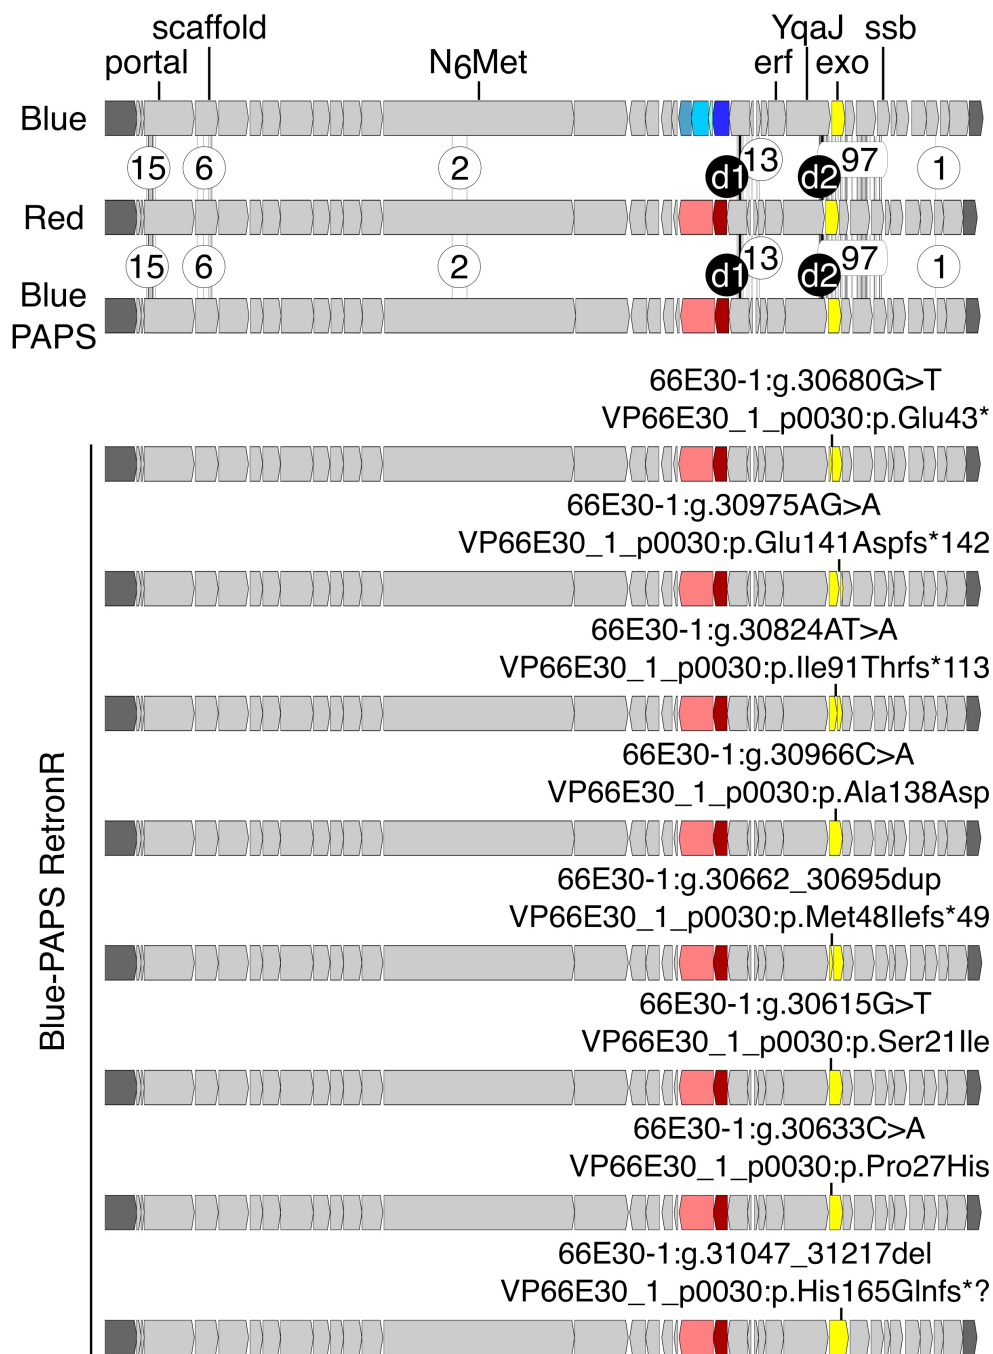 scaffold YqaJ ssb
portal N6Met erf exo
Blue
15 6 2 d1 13 d2 97 1
Red
15 6 2 d1 13 d2 97 1
Blue
PAPS
66E30-1:g.30680G>T
VP66E30_1_p0030:p.Glu43*
66E30-1:g.30975AG>A
VP66E30_1_p0030:p.Glu141Aspfs*142
66E30-1:g.30824AT>A
VP66E30_1_p0030:p.Ile91Thrfs*113
66E30-1:g.30966C>A
VP66E30_1_p0030:p.Ala138Asp
66E30-1:g.30662_30695dup
VP66E30_1_p0030:p.Met48Ilefs*49
66E30-1:g.30615G>T
VP66E30_1_p0030:p.Ser21Ile
66E30-1:g.30633C>A
VP66E30_1_p0030:p.Pro27His
66E30-1:g.31047_31217del
VP66E30_1_p0030:p.His165Glnfs*?
Blue-PAPS RetronR